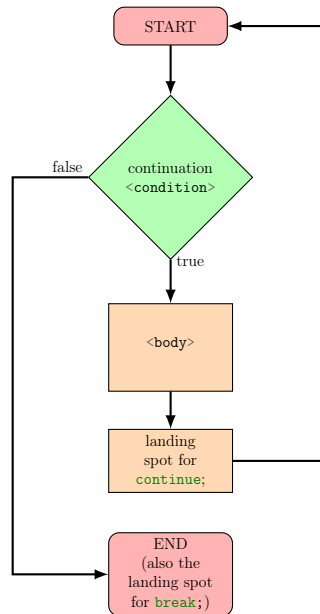 START
continuation
<condition>
false
true
<body>
landing
spot for
continue;
END
(also the
landing spot
for break;)